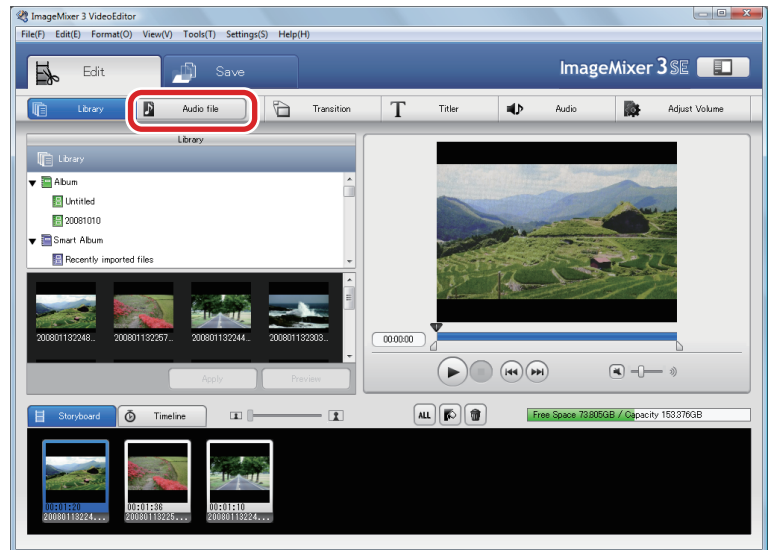 ImageMixer 3 VideoEditor
File(F) Edit(E) Format(O) View(V) Tools(T) Settings(S) Help(H)
Edit Save ImageMixer 3 SE
Library Audio file Transition T Titler Audio Adjust Volume
Library
Library
Album
Untitled
20081010
Smart Album
Recently imported files
200801132248... 200801132257... 200801132244... 200801132303...
00:00:00
Apply Preview
Storyboard Timeline ALL Free Space 73.805GB / Capacity 153.376GB
00:01:20 00:01:36 00:01:10
20080113224... 20080113225... 20080113224...